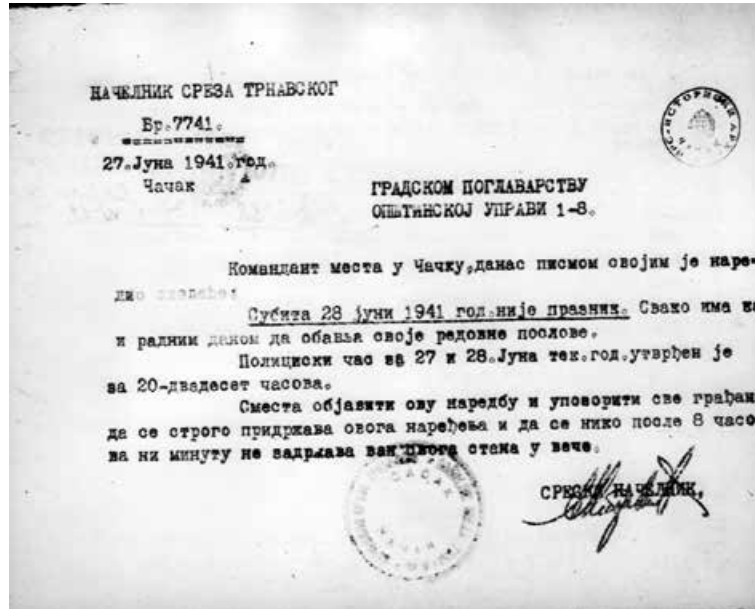 НАЧЕЛНИК СРЕЗА ТРНАВСКОГ
Бр.7741.
27.Јуна 1941.год.
Чачак
ГРАДСКОМ ПОГЛАВАРСТВУ
ОПШТИНСКОЈ УПРАВИ 1-8.
Командант места у Чачку,данас писмом својим је наре
дио следеће:
Субита 28 јуни 1941 год.није празник. Свако има ка
и радним даном да обавља своје редовне послове.
Полициски час за 27 и 28.Јуна тек.год.утврђен је
за 20-двадесет часова.
Сместа објавити ову наредбу и упозорити све грађан
да се строго придржава овога наређења и да се нико после 8 часо
ва ни минуту не задржава ван свога стана у вече.
СРЕСКИ НАЧЕЛНИК,